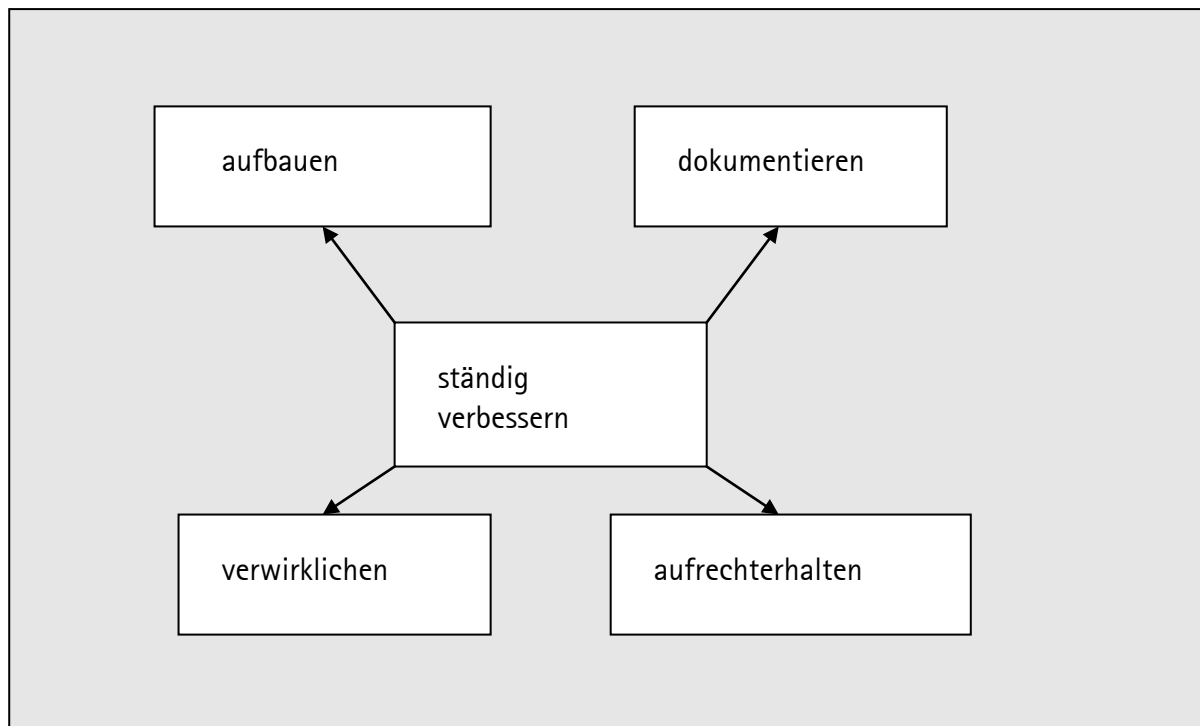 aufbauen
dokumentieren
ständig
verbessern
verwirklichen
aufrechterhalten